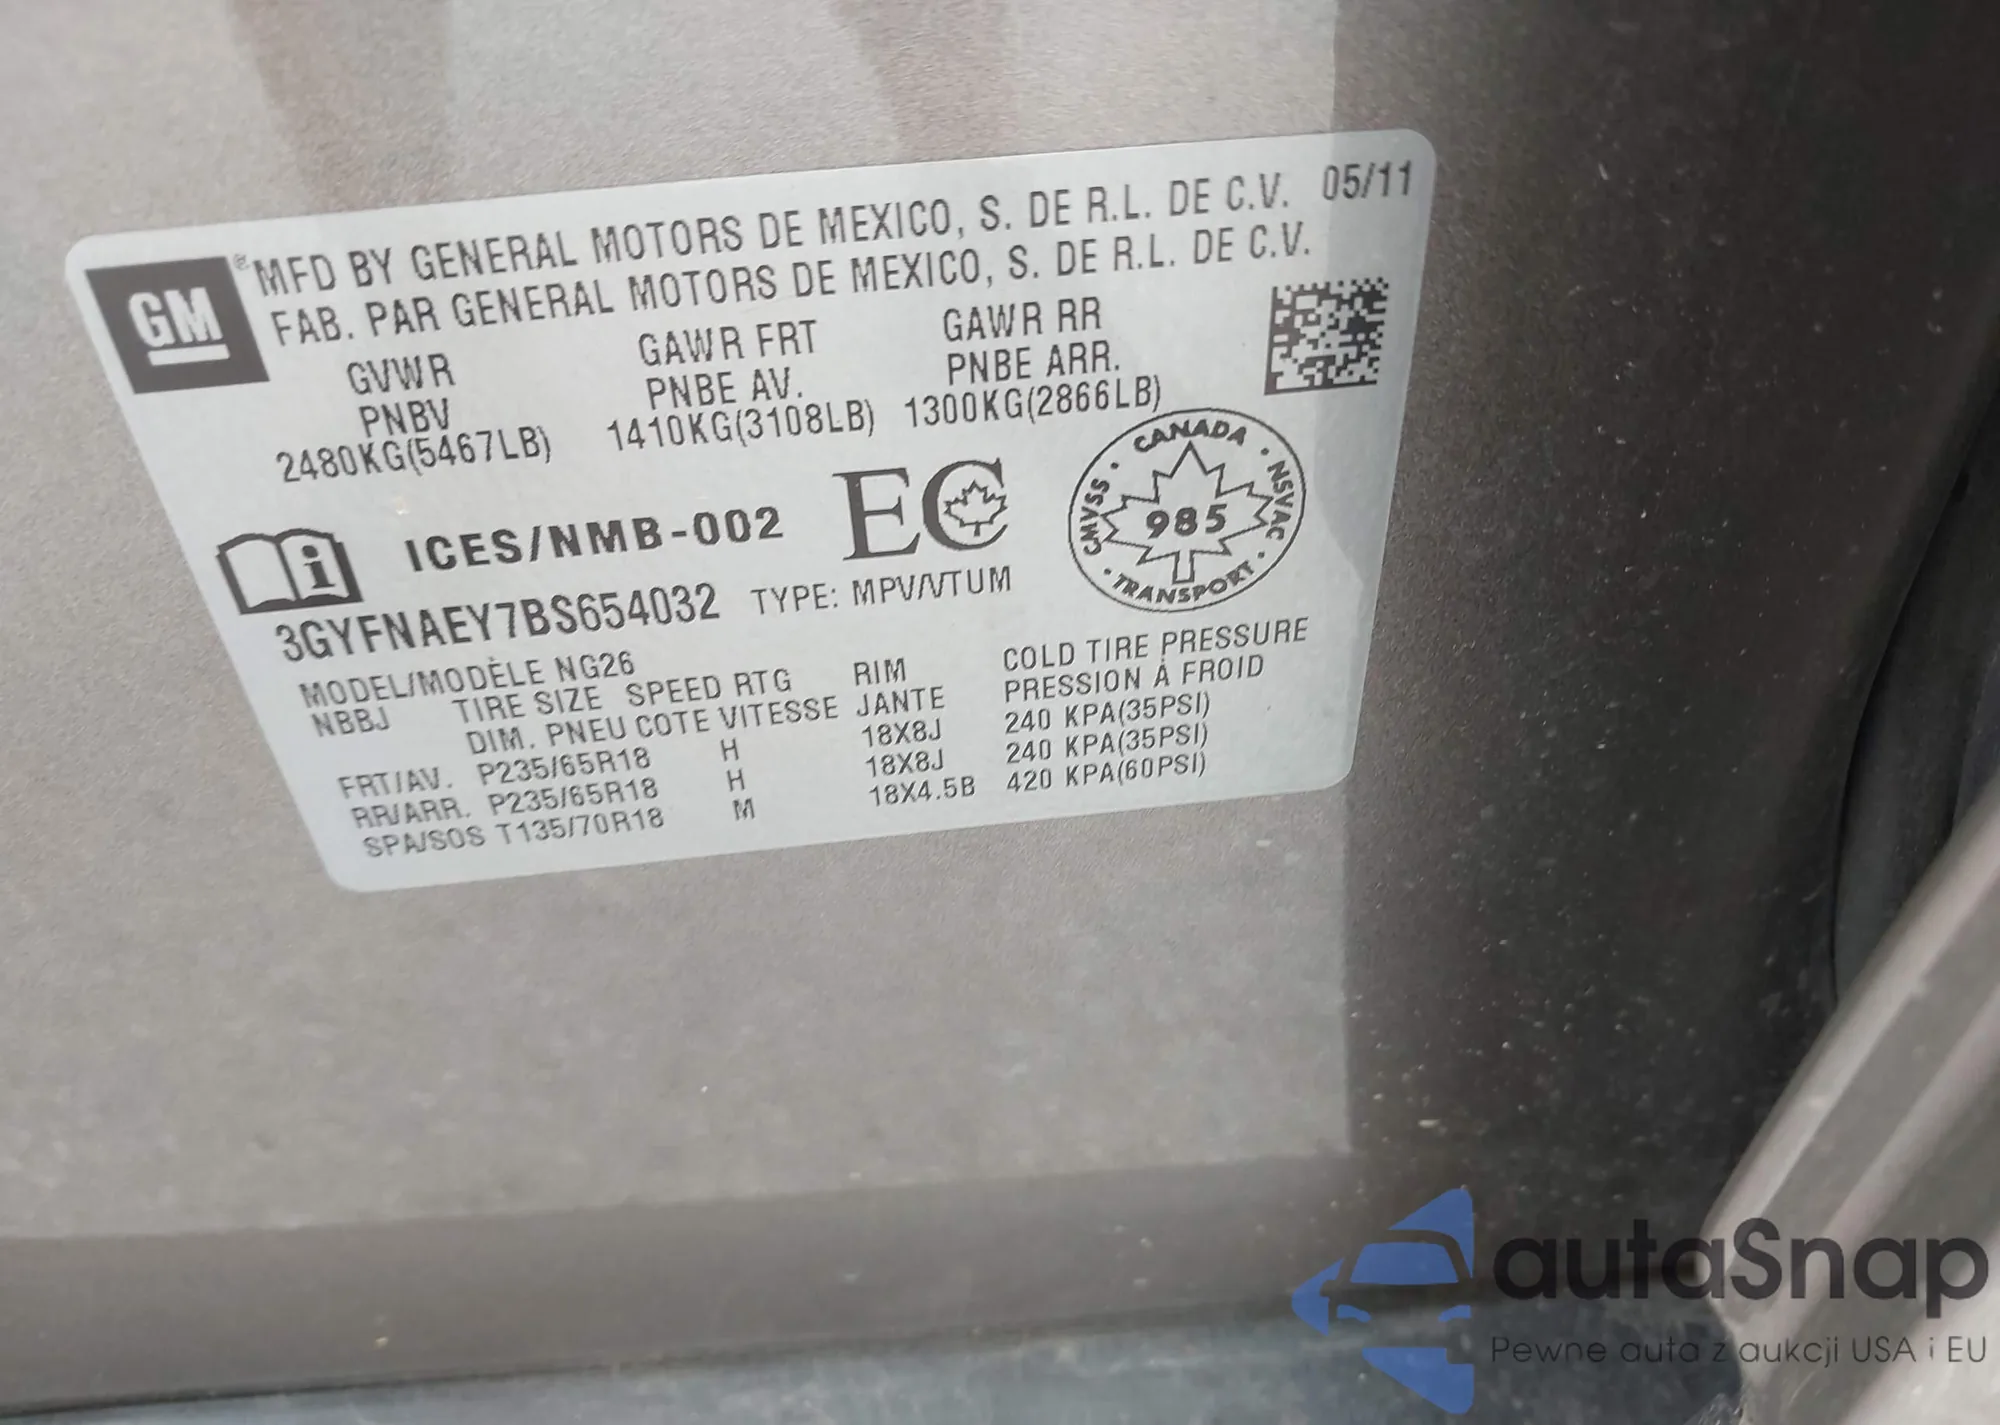 GM
® MFD BY GENERAL MOTORS DE MEXICO, S. DE R.L. DE C.V. 05/11
FAB. PAR GENERAL MOTORS DE MEXICO, S. DE R.L. DE C.V.
GVWR GAWR FRT GAWR RR
PNBV PNBE AV. PNBE ARR.
2480KG(5467LB) 1410KG(3108LB) 1300KG(2866LB)
i ICES/NMB-002 EC
CANADA · NSVAC · TRANSPORT · CMVSS ·
985
3GYFNAEY7BS654032 TYPE: MPV/VTUM
MODEL/MODÈLE NG26
NBBJ TIRE SIZE SPEED RTG RIM COLD TIRE PRESSURE
DIM. PNEU COTE VITESSE JANTE PRESSION À FROID
FRT/AV. P235/65R18 H 18X8J 240 KPA(35PSI)
RR/ARR. P235/65R18 H 18X8J 240 KPA(35PSI)
SPA/SOS T135/70R18 M 18X4.5B 420 KPA(60PSI)
autaSnap
Pewne auta z aukcji USA i EU